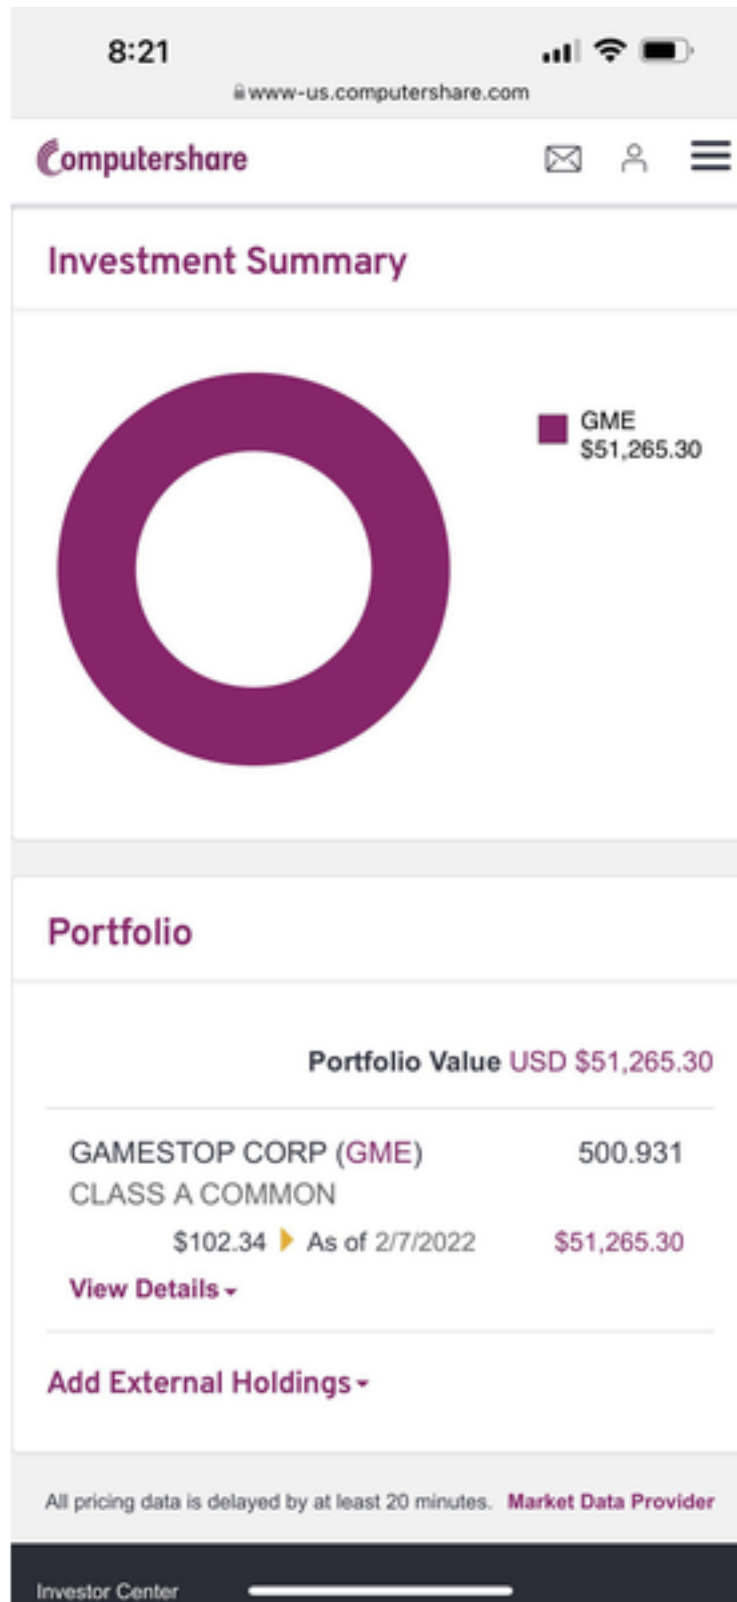 8:21
www-us.computershare.com
Computershare
Investment Summary
GME
$51,265.30
Portfolio
Portfolio Value USD $51,265.30
GAMESTOP CORP (GME) 500.931
CLASS A COMMON
$102.34 As of 2/7/2022 $51,265.30
View Details
Add External Holdings
All pricing data is delayed by at least 20 minutes. Market Data Provider
Investor Center